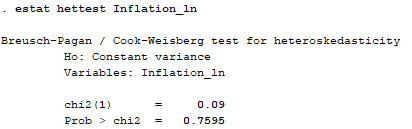 . estat hettest Inflation_ln
Breusch-Pagan / Cook-Weisberg test for heteroskedasticity
Ho: Constant variance
Variables: Inflation_ln
chi2(1) = 0.09
Prob > chi2 = 0.7595